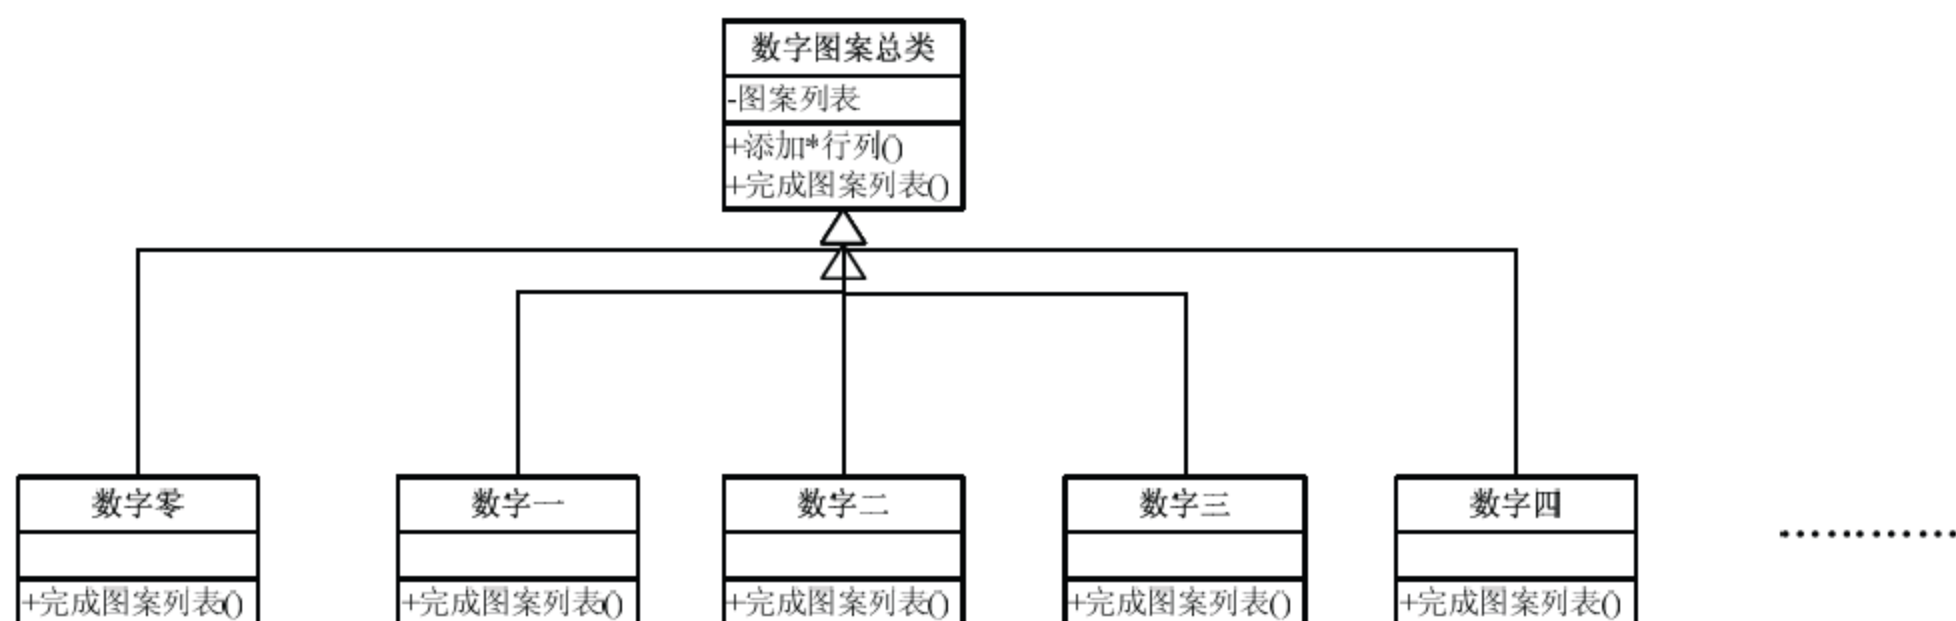 数字图案总类
-图案列表
+添加*行列()
+完成图案列表()
数字零
数字一
数字二
数字三
数字四
…………
+完成图案列表()
+完成图案列表()
+完成图案列表()
+完成图案列表()
+完成图案列表()